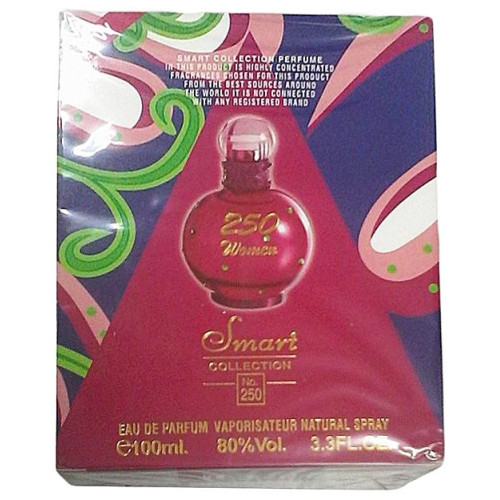 SMART COLLECTION PERFUME
IN THIS PRODUCT IS HIGHLY CONCENTRATED
FRAGRANCES CHOSEN FOR THIS PRODUCT
FROM THE BEST SOURCES AROUND
THE WORLD IT IS NOT CONNECTED
WITH ANY REGISTERED BRAND
250
Women
Smart
COLLECTION
No.
250
EAU DE PARFUM VAPORISATEUR NATURAL SPRAY
℮100ml. 80%Vol. 3.3FL.OZ.